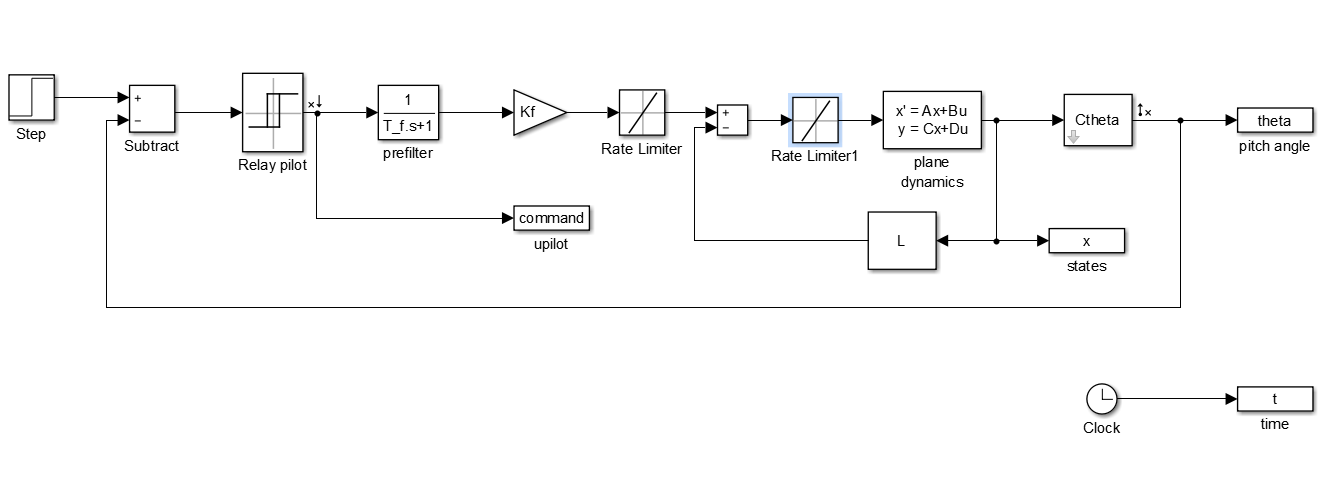 Step
+
−
Subtract
Relay pilot
1
T_f.s+1
prefilter
Kf
Rate Limiter
+
−
Rate Limiter1
x' = Ax+Bu
y = Cx+Du
plane
dynamics
Ctheta
theta
pitch angle
command
upilot
L
x
states
Clock
t
time